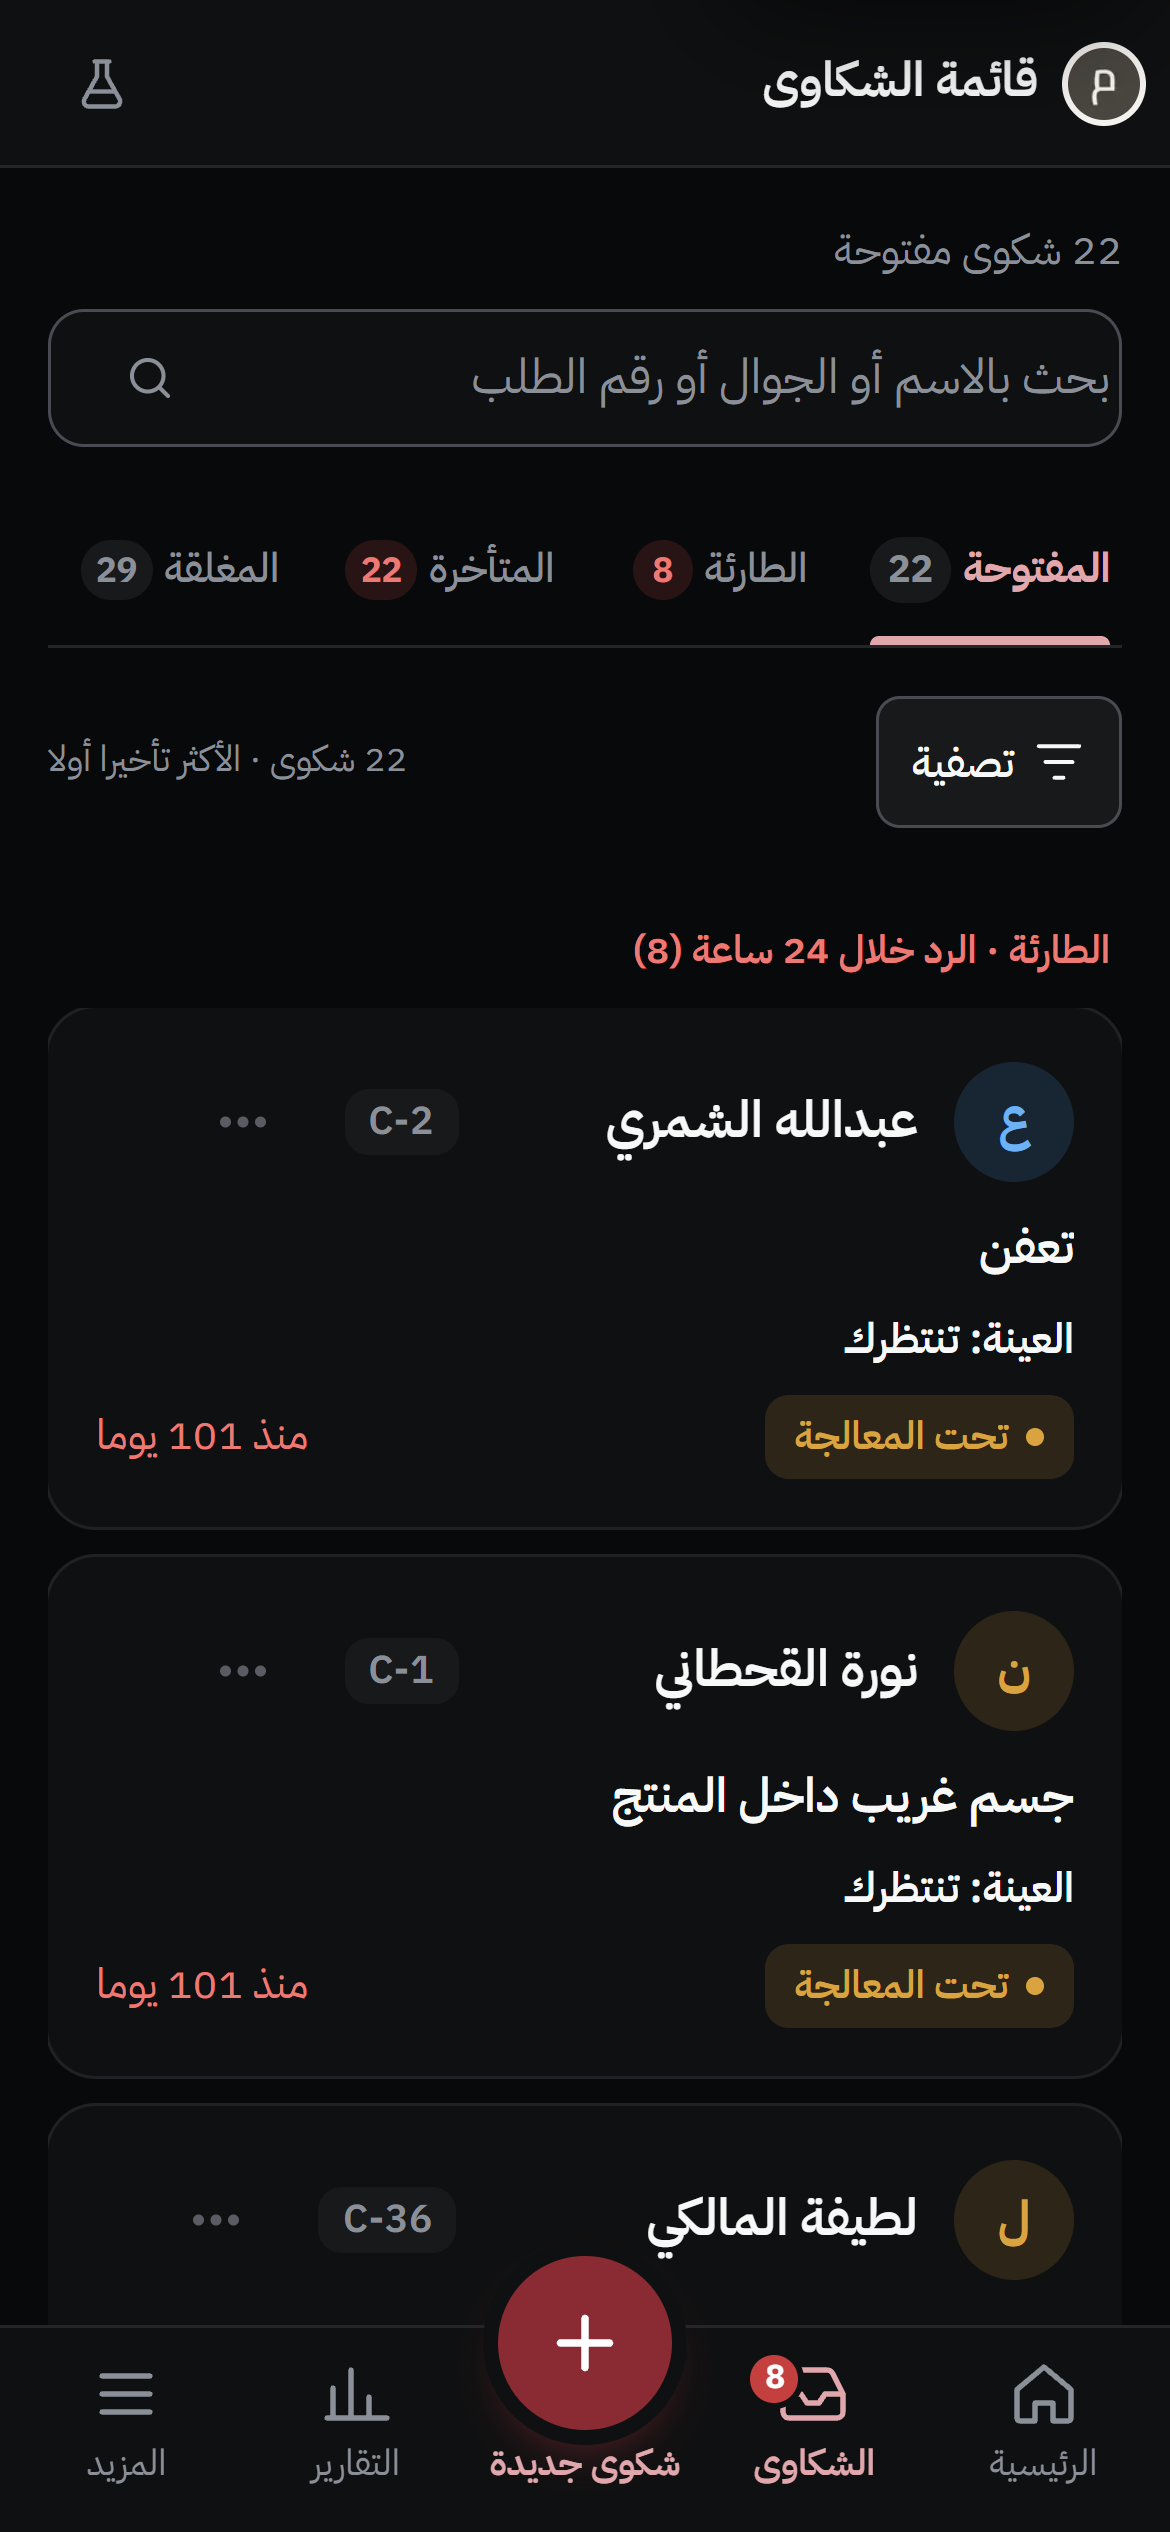 م
قائمة الشكاوى
22 شكوى مفتوحة
بحث بالاسم أو الجوال أو رقم الطلب
المفتوحة 22
الطارئة 8
المتأخرة 22
المغلقة 29
تصفية
22 شكوى · الأكثر تأخيرا أولا
الطارئة · الرد خلال 24 ساعة (8)
ع
عبدالله الشمري
C-2
تعفن
العينة: تنتظرك
تحت المعالجة
منذ 101 يوما
ن
نورة القحطاني
C-1
جسم غريب داخل المنتج
العينة: تنتظرك
تحت المعالجة
منذ 101 يوما
ل
لطيفة المالكي
C-36
الرئيسية
8
الشكاوى
شكوى جديدة
التقارير
المزيد